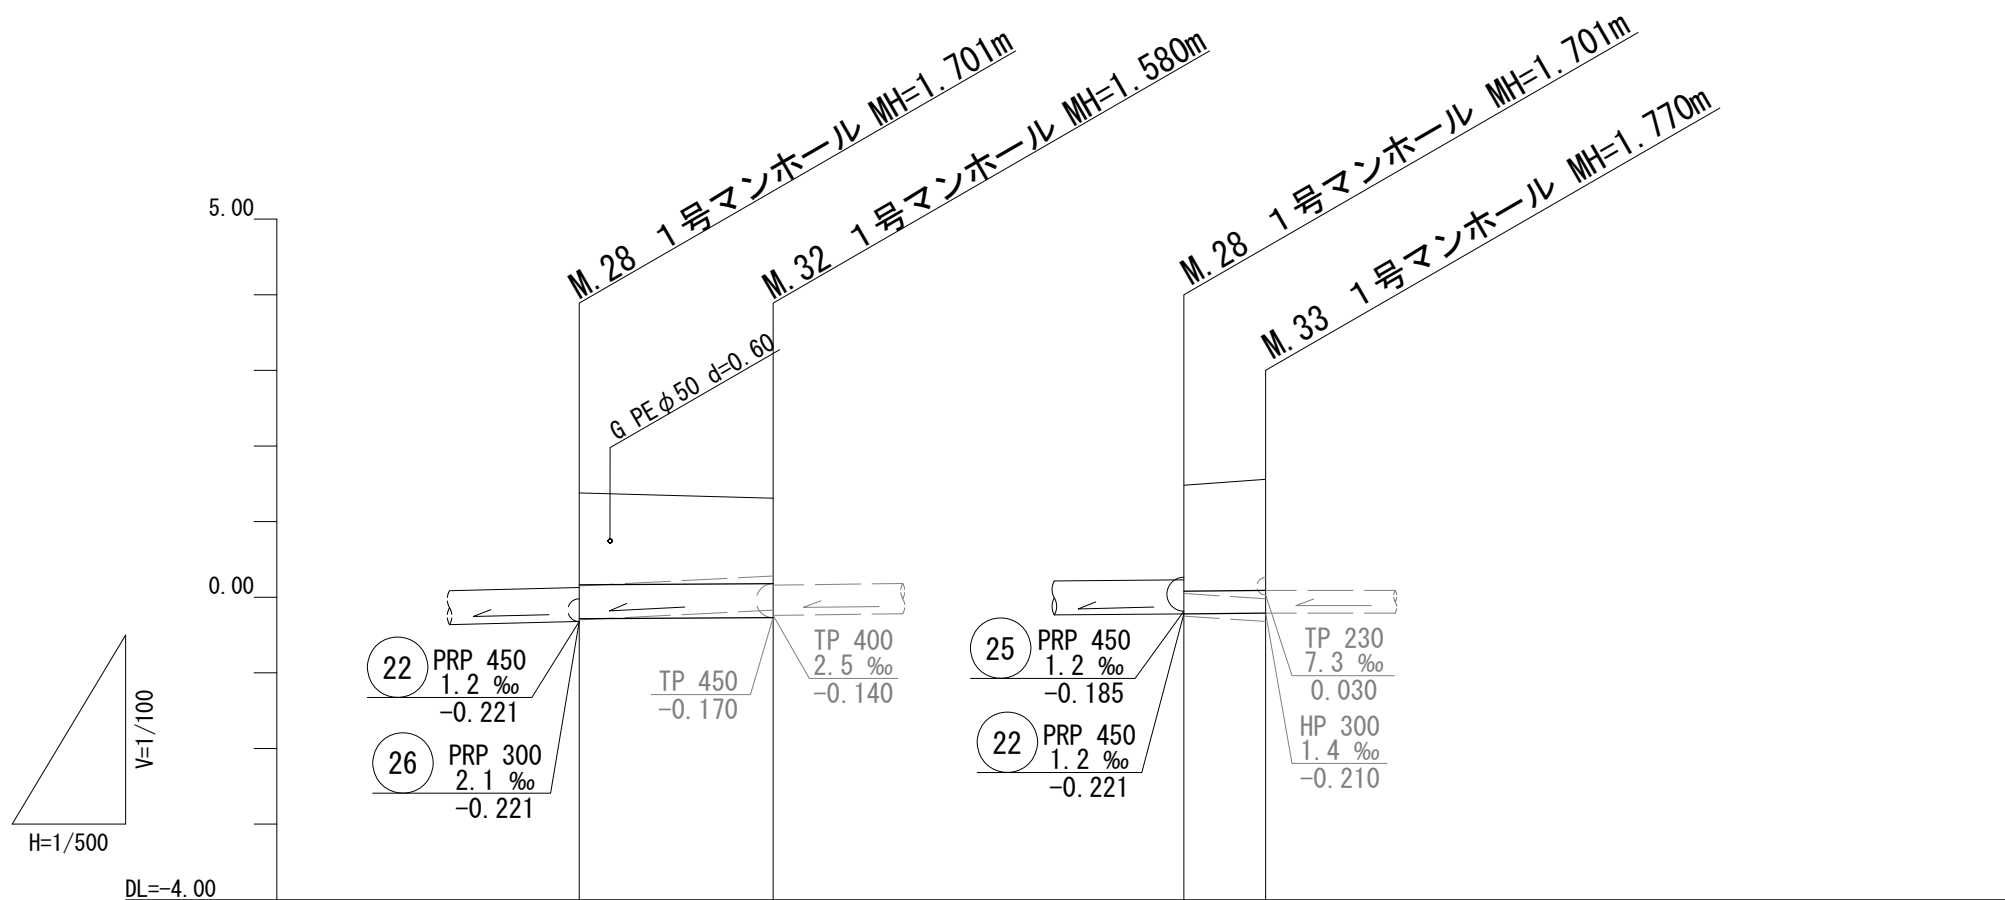 M.28 １号マンホール MH=1.701m
M.32 １号マンホール MH=1.580m
M.28 １号マンホール MH=1.701m
M.33 １号マンホール MH=1.770m
G PEφ50 d=0.60
5.00
0.00
DL=-4.00
V=1/100
H=1/500
22 PRP 450
1.2 ‰
-0.221
26 PRP 300
2.1 ‰
-0.221
TP 450
-0.170
TP 400
2.5 ‰
-0.140
25 PRP 450
1.2 ‰
-0.185
22 PRP 450
1.2 ‰
-0.221
TP 230
7.3 ‰
0.030
HP 300
1.4 ‰
-0.210